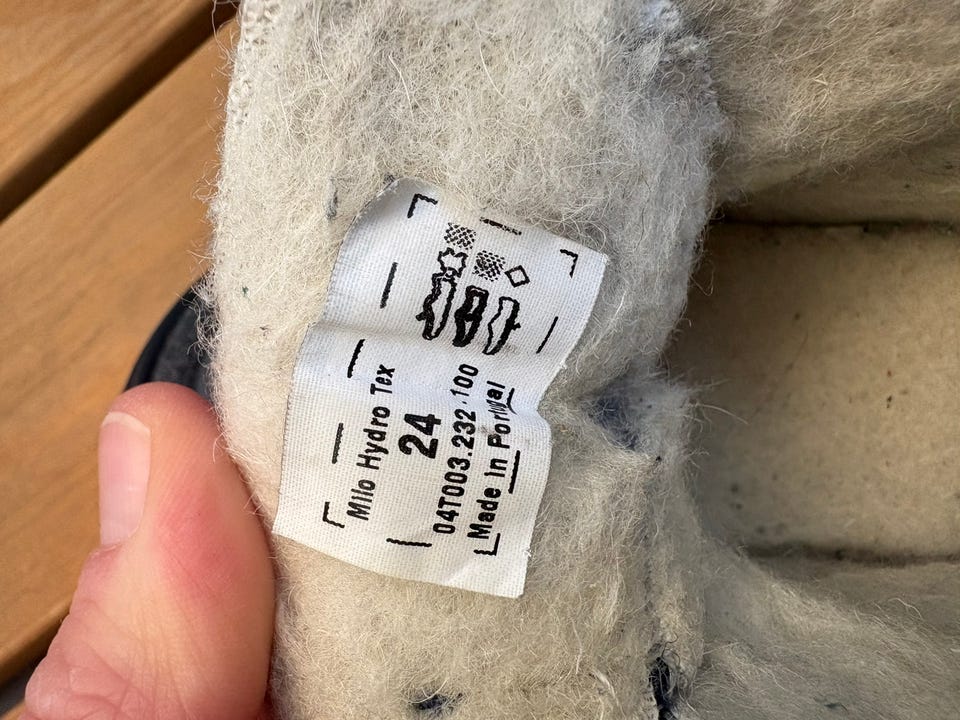 Milo Hydro Tex
24
04T003.232.100
Made in Portugal